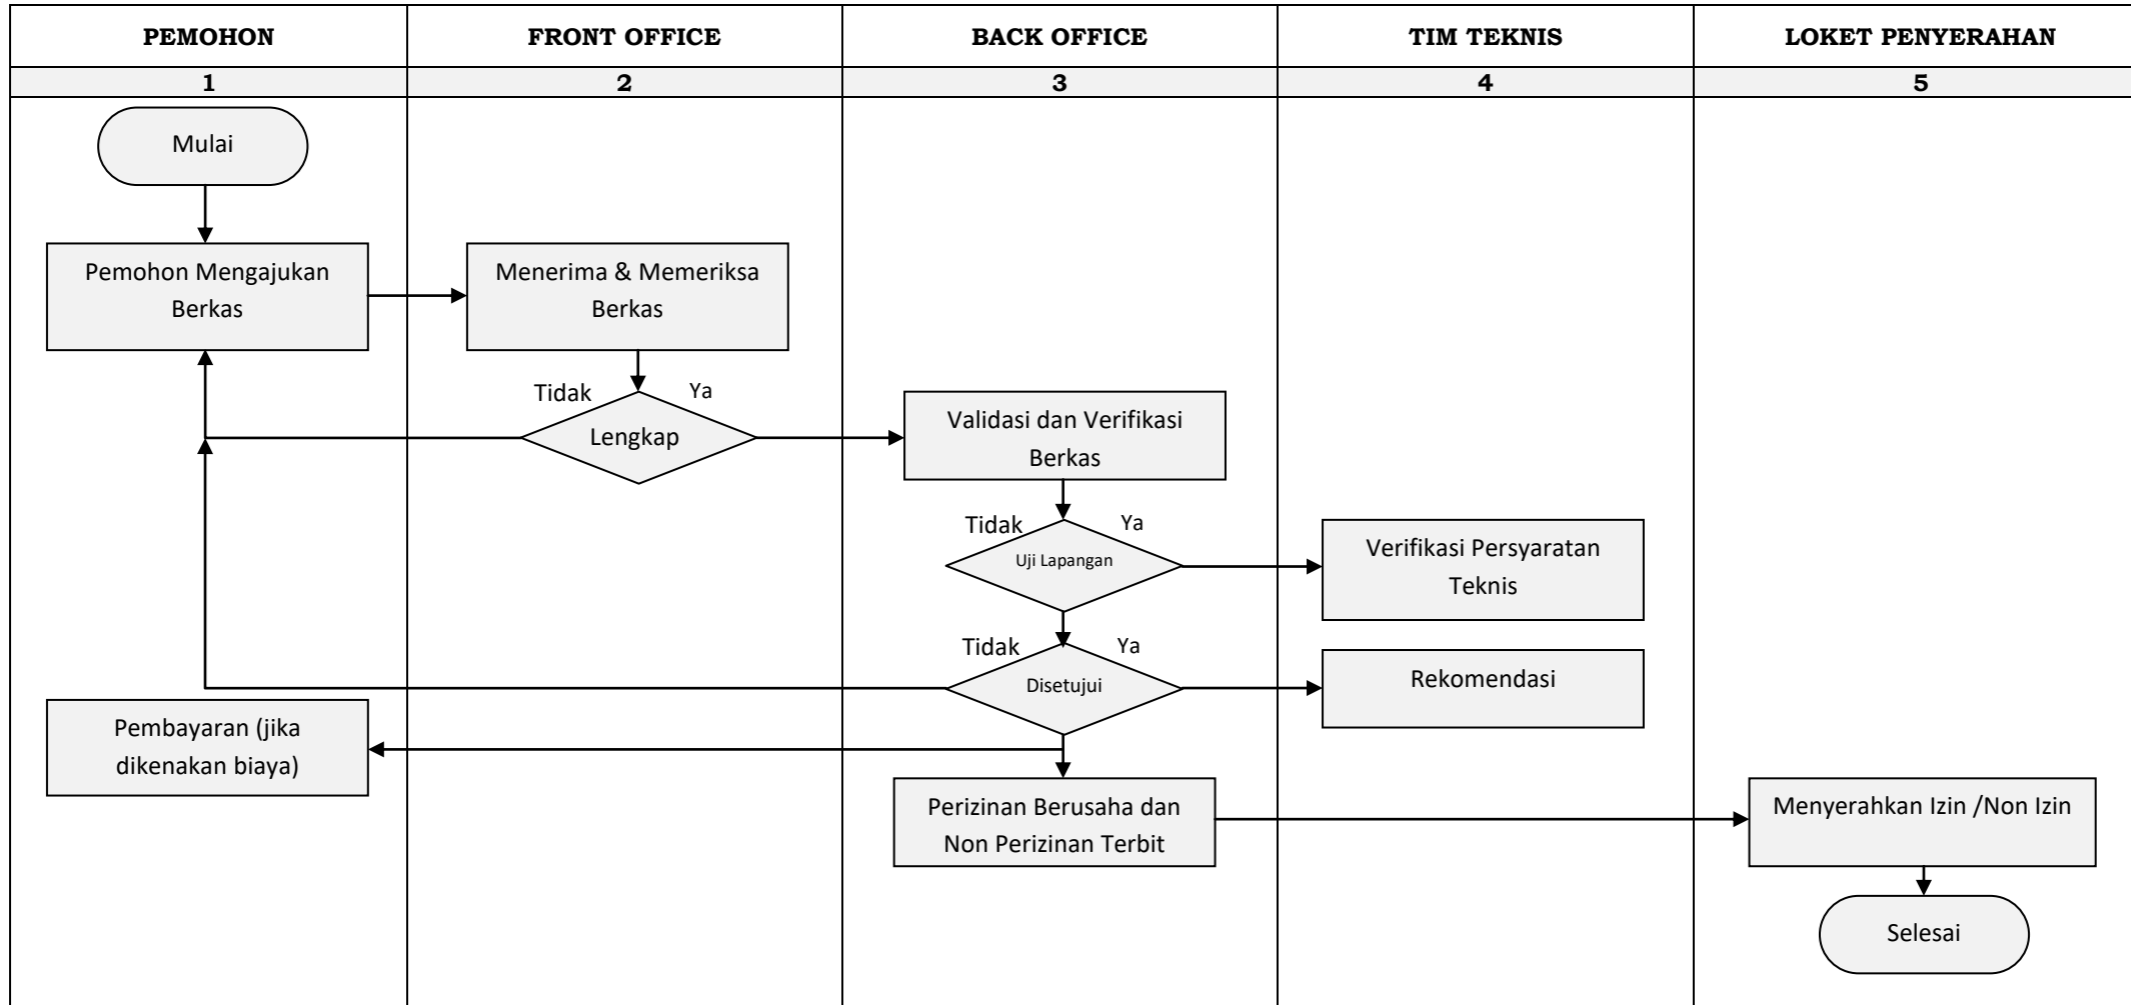 PEMOHON
FRONT OFFICE
BACK OFFICE
TIM TEKNIS
LOKET PENYERAHAN
1
2
3
4
5
Mulai
Pemohon Mengajukan
Berkas
Menerima & Memeriksa
Berkas
Tidak
Ya
Lengkap
Validasi dan Verifikasi
Berkas
Tidak
Ya
Uji Lapangan
Verifikasi Persyaratan
Teknis
Tidak
Ya
Disetujui
Rekomendasi
Pembayaran (jika
dikenakan biaya)
Perizinan Berusaha dan
Non Perizinan Terbit
Menyerahkan Izin /Non Izin
Selesai